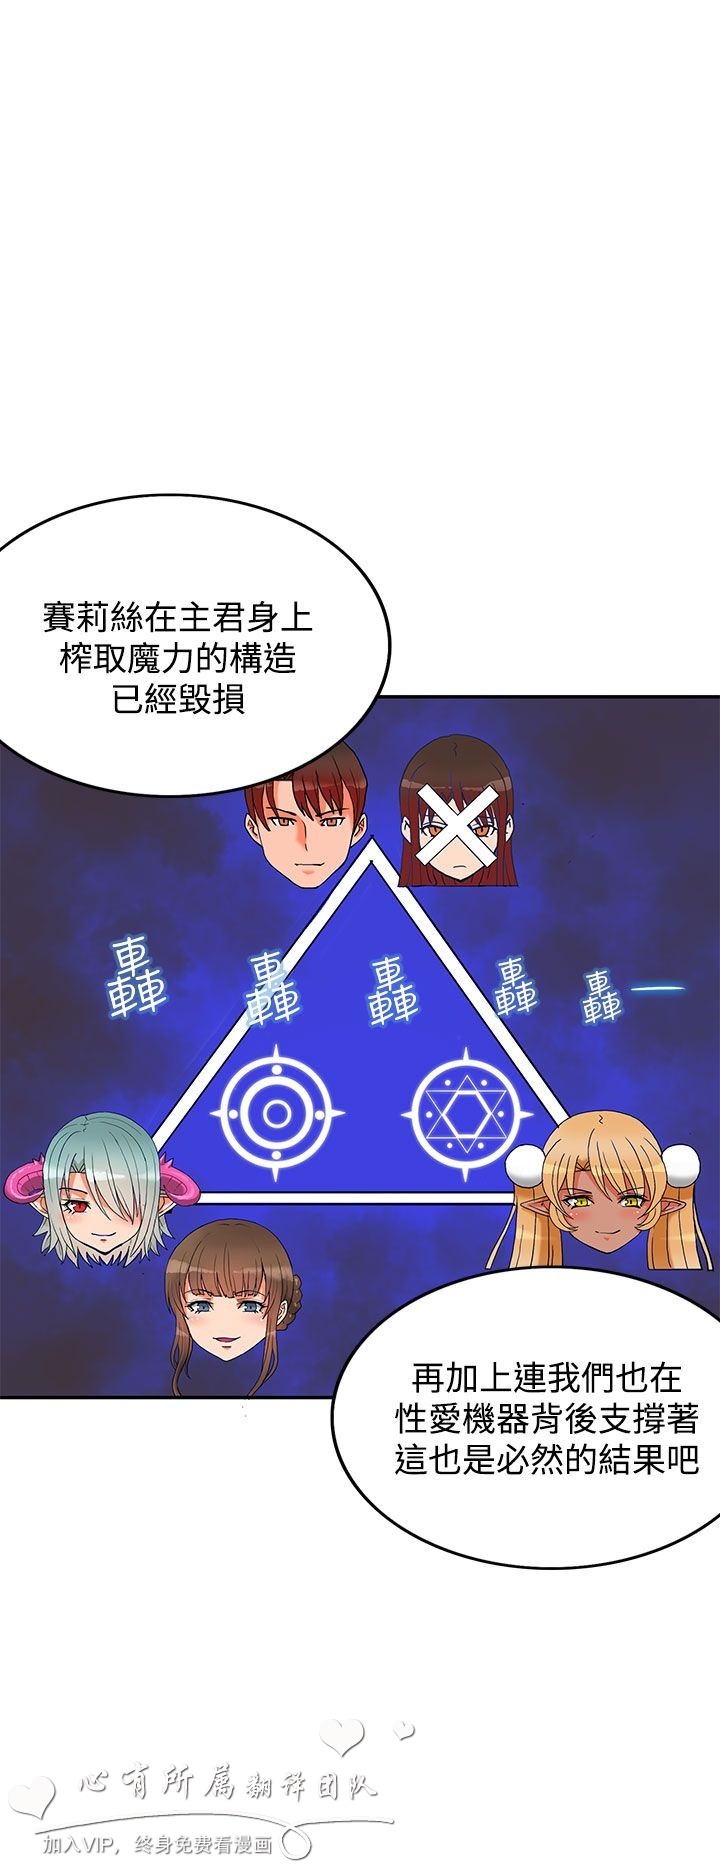 賽莉絲在主君身上
榨取魔力的構造
已經毀損
轟 轟 轟 轟 轟
再加上連我們也在
性愛機器背後支撐著
這也是必然的結果吧
心有所属翻译团队
加入VIP，终身免费看漫画